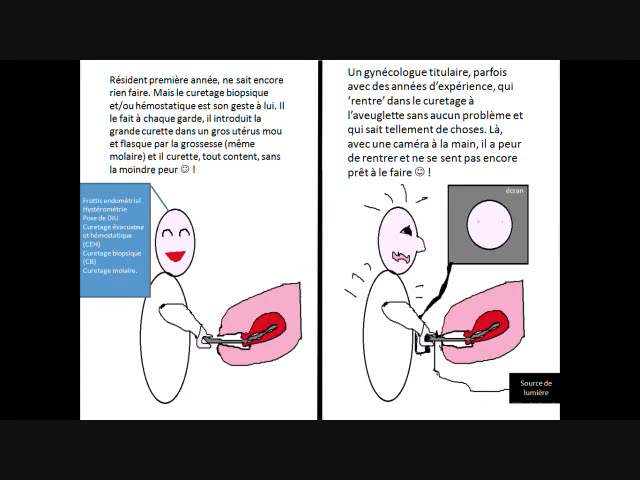 Résident première année, ne sait encore
rien faire. Mais le curetage biopsique
et/ou hémostatique est son geste à lui. Il
le fait à chaque garde, il introduit la
grande curette dans un gros utérus mou
et flasque par la grossesse (même
molaire) et il curette, tout content, sans
la moindre peur ☺ !
Frottis endométrial
Hystérométrie
Pose de DIU
Curetage évacuateur
et hémostatique
(CEH)
Curetage biopsique
(CB)
Curetage molaire.
Un gynécologue titulaire, parfois
avec des années d’expérience, qui
‘rentre’ dans le curetage à
l’aveuglette sans aucun problème et
qui sait tellement de choses. Là,
avec une caméra à la main, il a peur
de rentrer et ne se sent pas encore
prêt à le faire ☺ !
écran
Source de
lumière